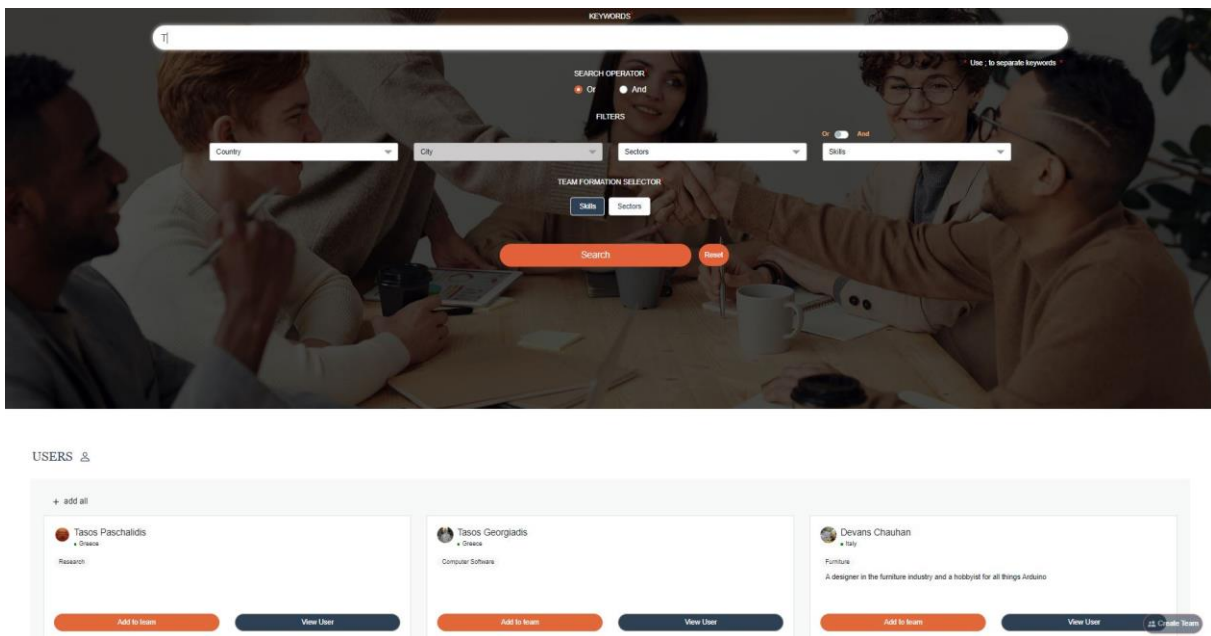 KEYWORDS*
T
* Use ; to separate keywords *
SEARCH OPERATOR*
Or And
FILTERS
Or And
Country City Sectors Skills
TEAM FORMATION SELECTOR*
Skills Sectors
Search Reset
USERS
+ add all
Tasos Paschalidis
Greece
Research
Add to team View User
Tasos Georgiadis
Greece
Computer Software
Add to team View User
Devans Chauhan
Italy
Furniture
A designer in the furniture industry and a hobbyist for all things Arduino
Add to team View User
Create Team